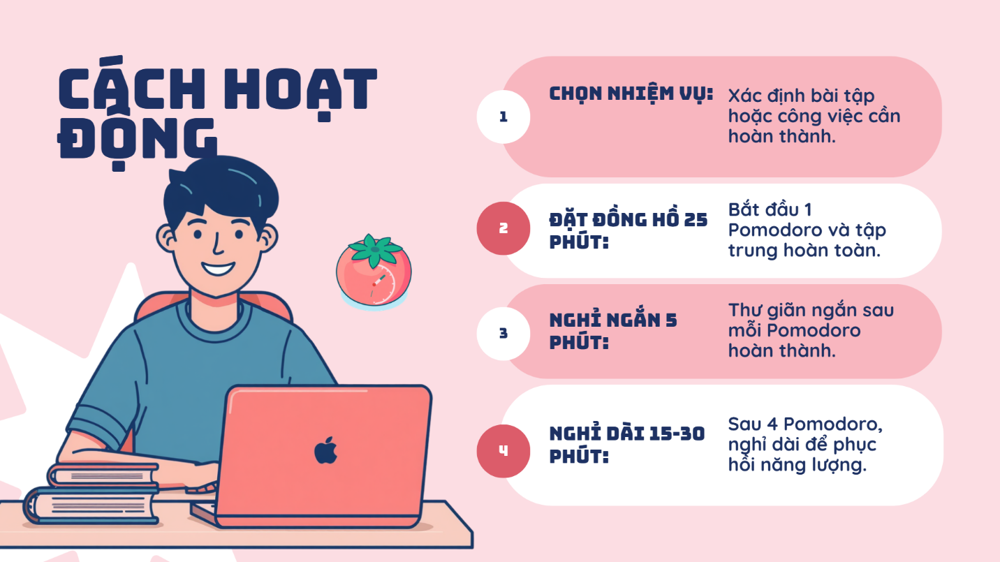 CÁCH HOẠT
ĐỘNG
1
CHỌN NHIỆM VỤ:
Xác định bài tập
hoặc công việc cần
hoàn thành.
2
ĐẶT ĐỒNG HỒ 25
PHÚT:
Bắt đầu 1
Pomodoro và tập
trung hoàn toàn.
3
NGHỈ NGẮN 5
PHÚT:
Thư giãn ngắn sau
mỗi Pomodoro
hoàn thành.
4
NGHỈ DÀI 15-30
PHÚT:
Sau 4 Pomodoro,
nghỉ dài để phục
hồi năng lượng.